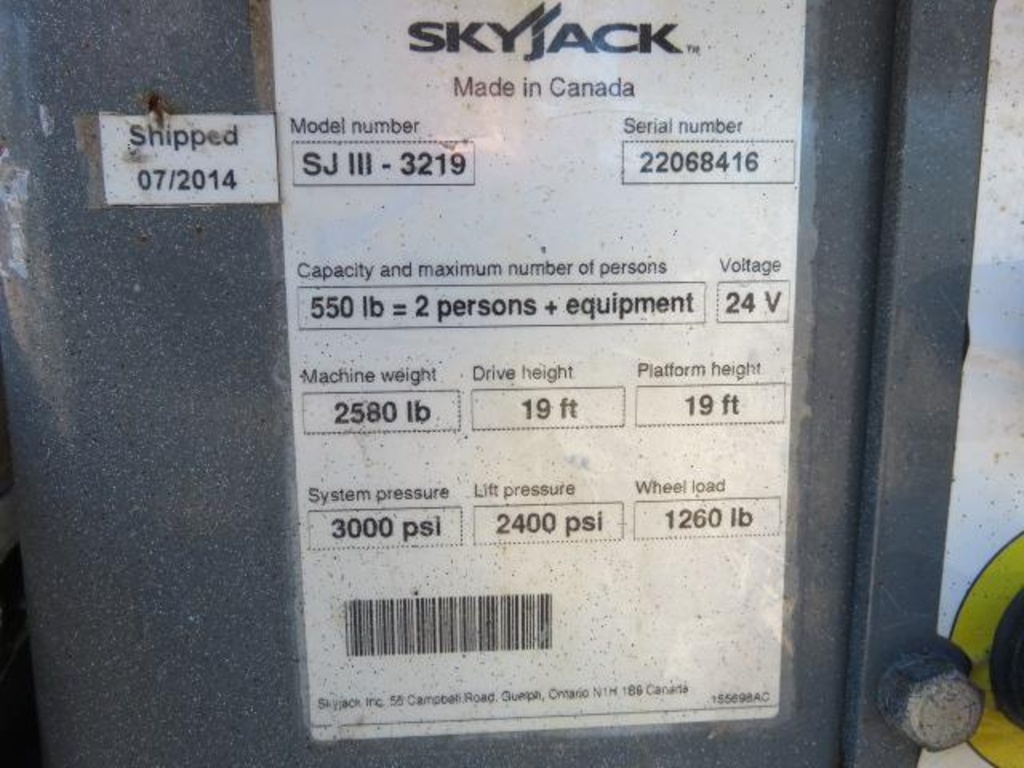 SKYJACK TM
Made in Canada
Shipped
07/2014
Model number Serial number
SJ III - 3219 22068416
Capacity and maximum number of persons Voltage
550 lb = 2 persons + equipment 24 V
Machine weight Drive height Platform height
2580 lb 19 ft 19 ft
System pressure Lift pressure Wheel load
3000 psi 2400 psi 1260 lb
Skyjack Inc. 55 Campbell Road, Guelph, Ontario N1H 1B9 Canada 155698AC